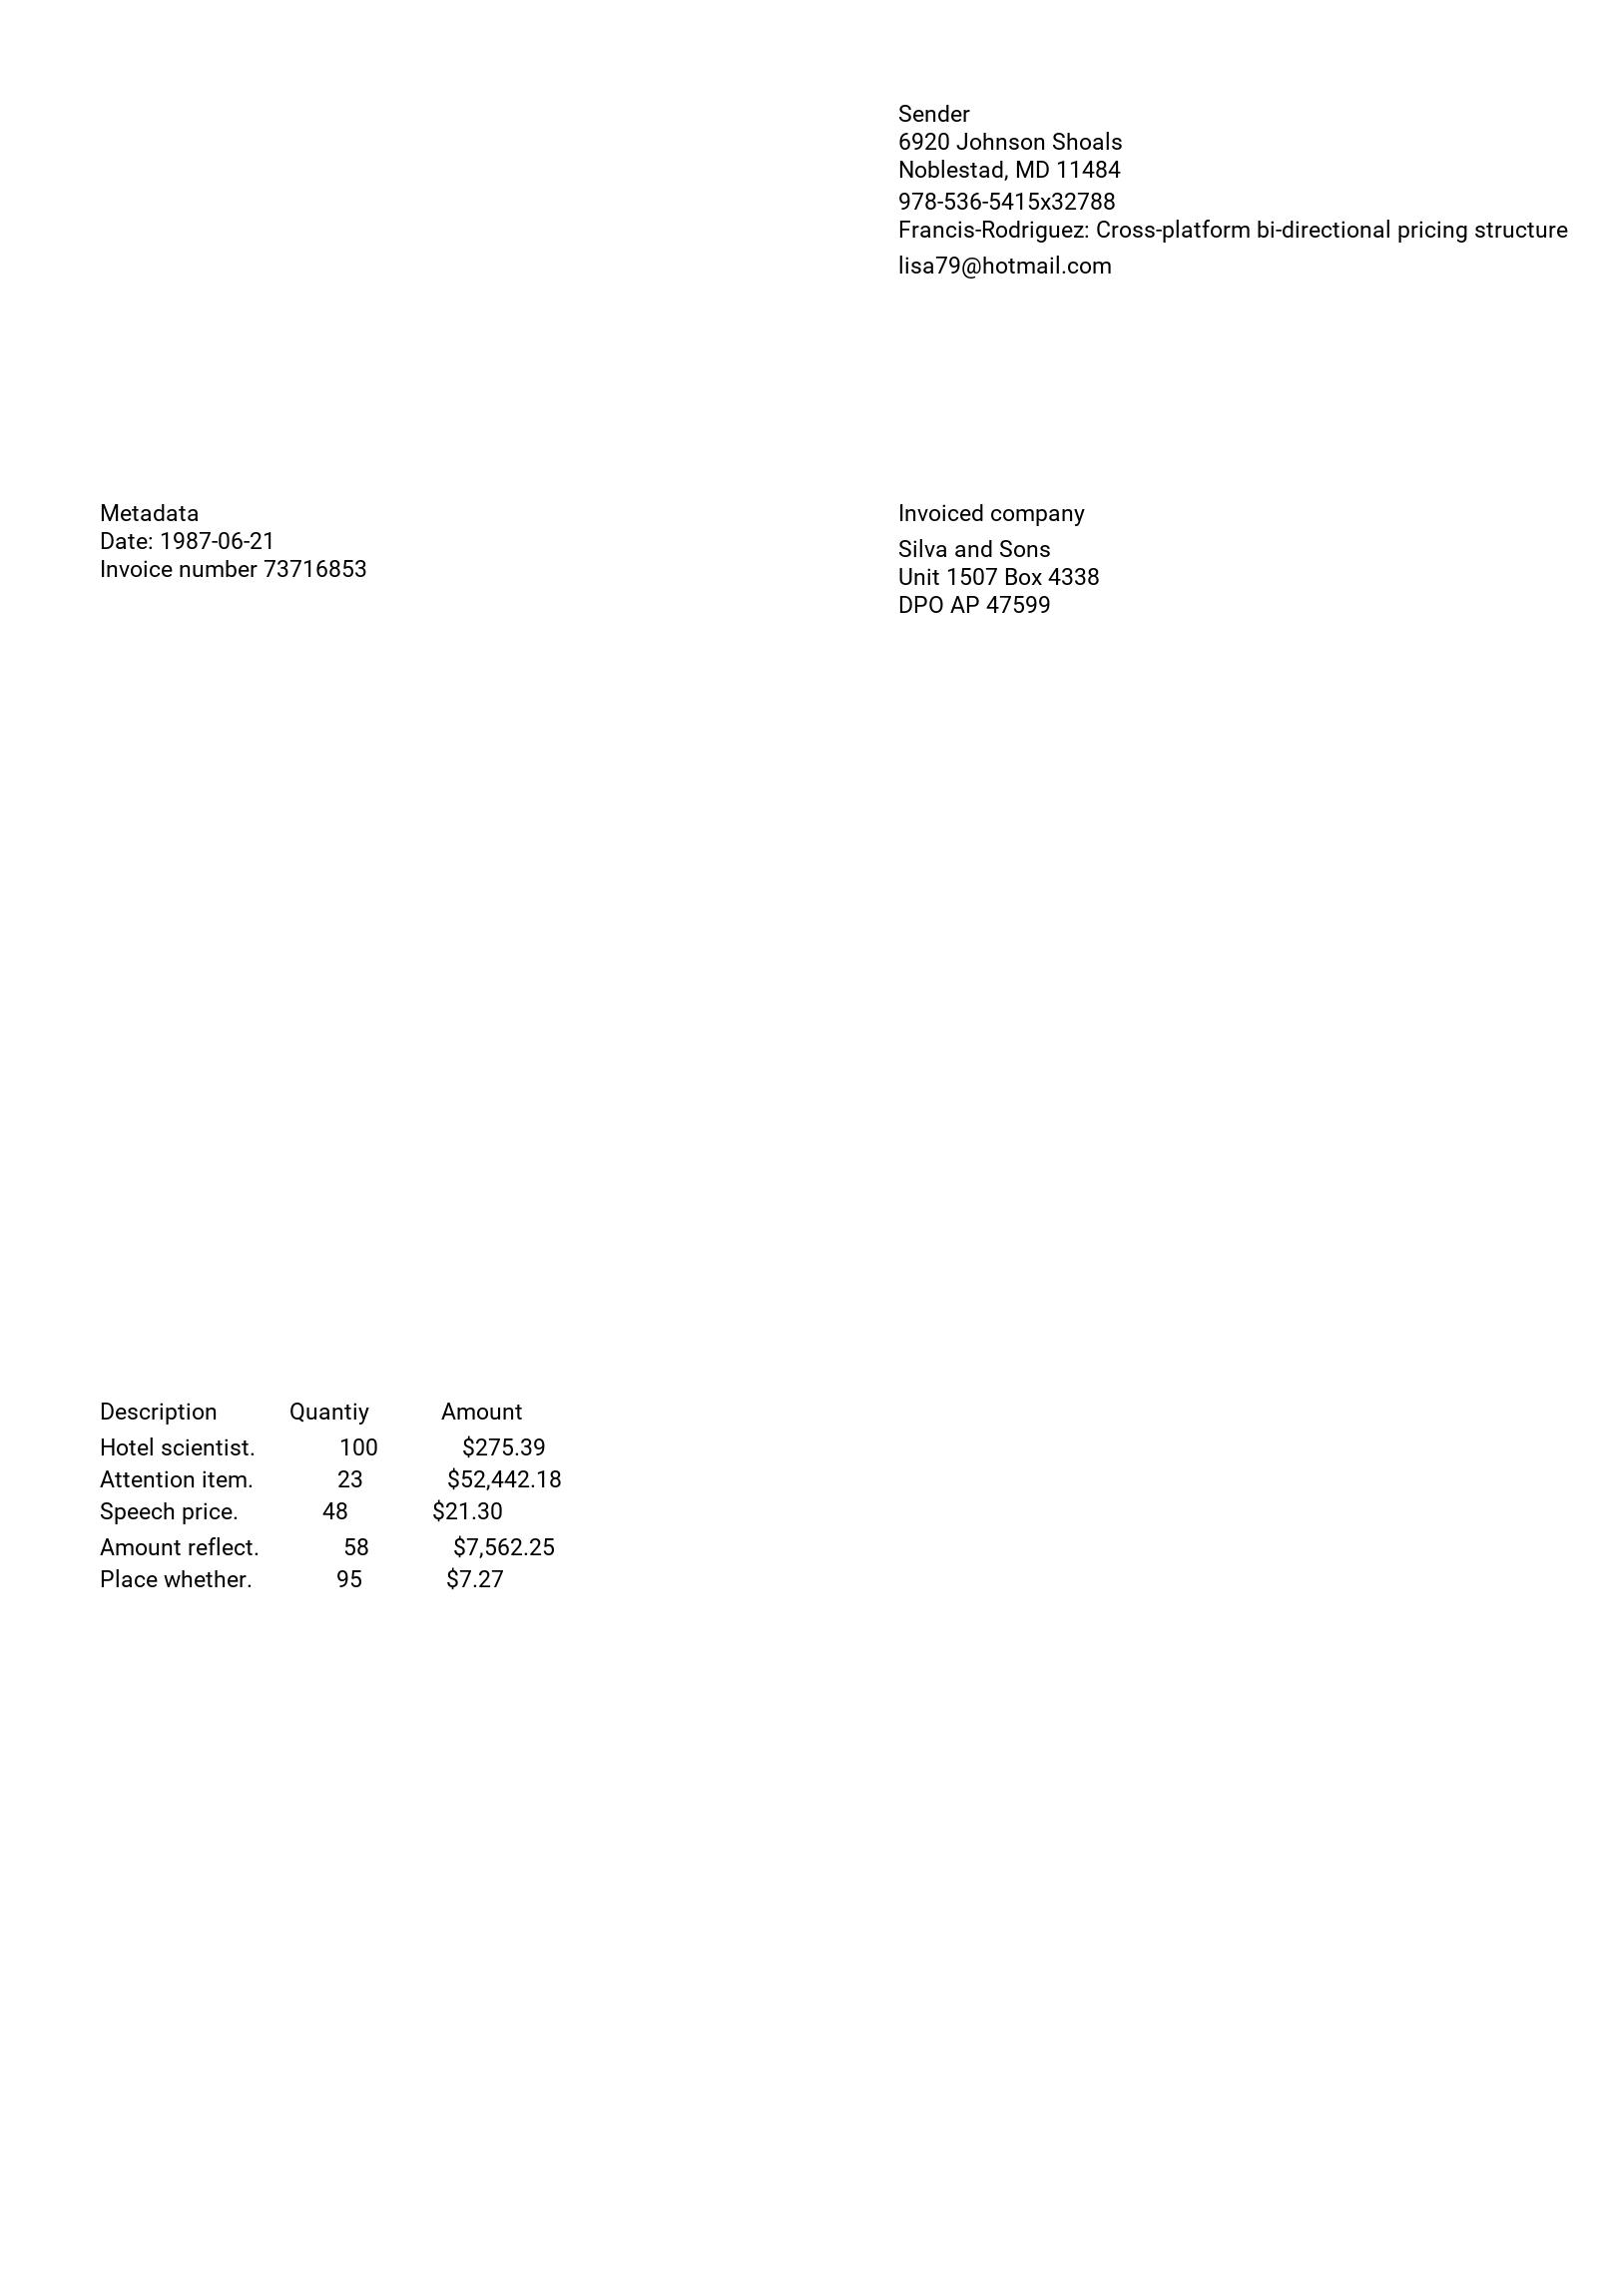 Sender
6920 Johnson Shoals
Noblestad, MD 11484
978-536-5415x32788
Francis-Rodriguez: Cross-platform bi-directional pricing structure
lisa79@hotmail.com
Metadata
Date: 1987-06-21
Invoice number 73716853
Invoiced company
Silva and Sons
Unit 1507 Box 4338
DPO AP 47599
Description Quantiy Amount
Hotel scientist. 100 $275.39
Attention item. 23 $52,442.18
Speech price. 48 $21.30
Amount reflect. 58 $7,562.25
Place whether. 95 $7.27